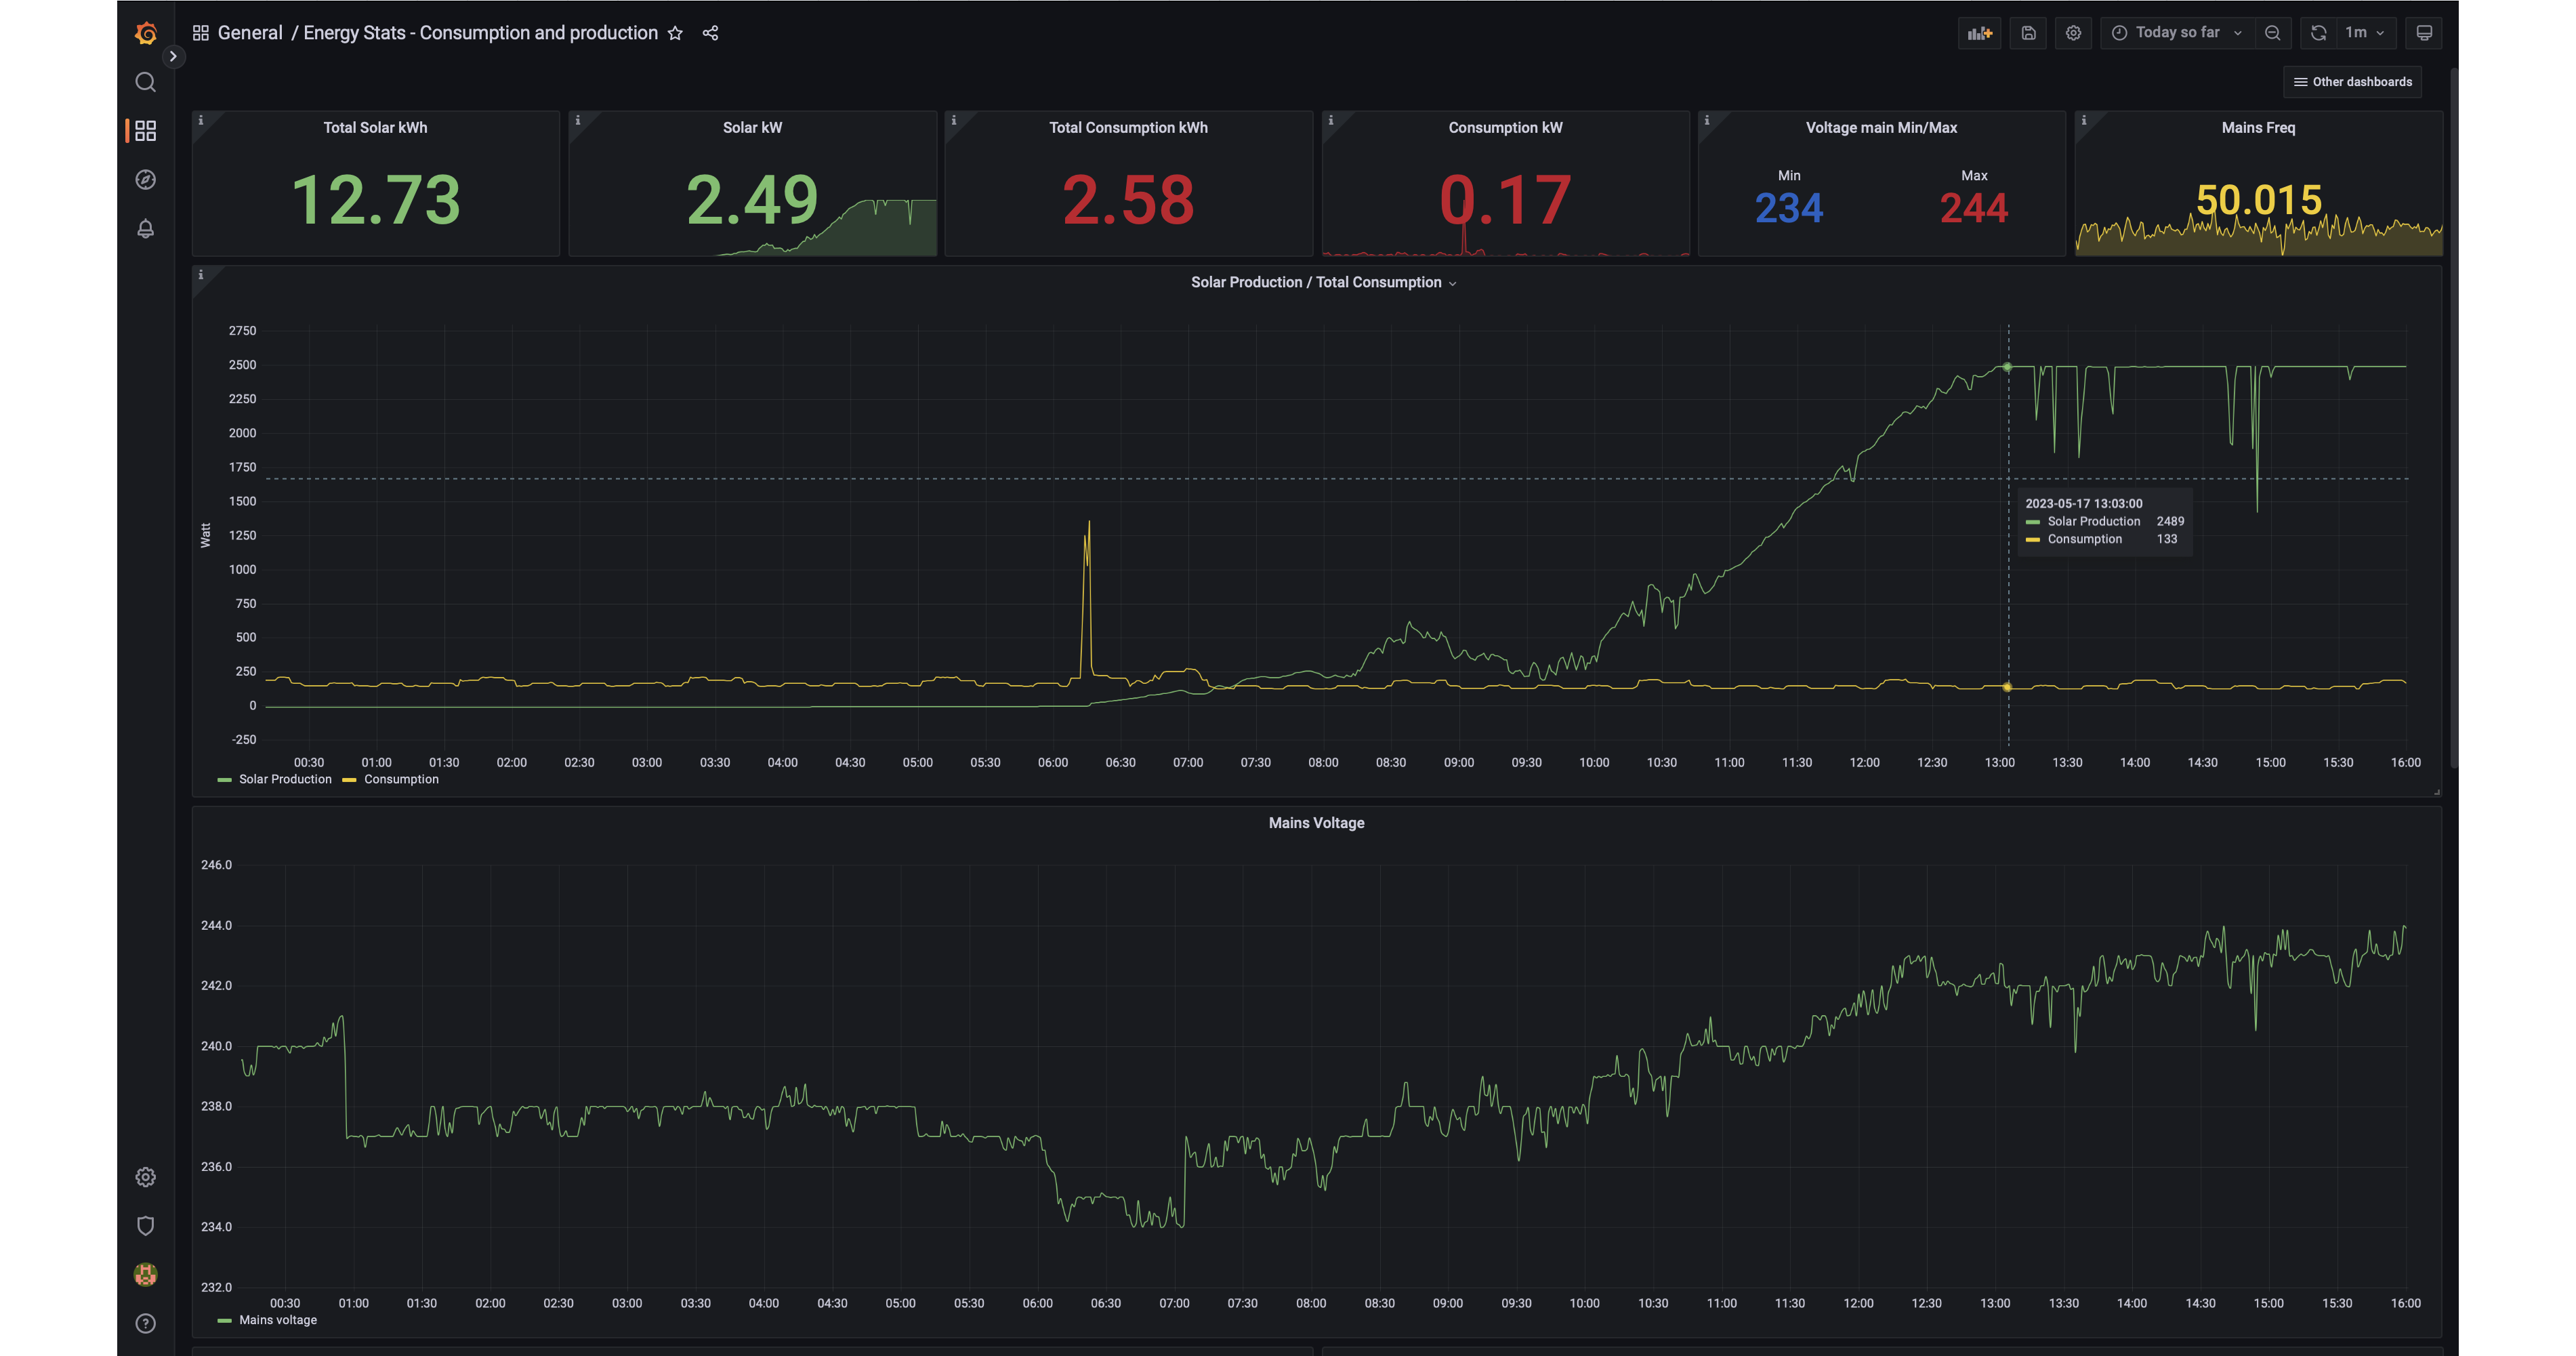 General / Energy Stats - Consumption and production
Today so far
1m
Other dashboards
Total Solar kWh
12.73
Solar kW
2.49
Total Consumption kWh
2.58
Consumption kW
0.17
Voltage main Min/Max
Min
234
Max
244
Mains Freq
50.015
Solar Production / Total Consumption
Watt
2750
2500
2250
2000
1750
1500
1250
1000
750
500
250
0
-250
2023-05-17 13:03:00
Solar Production 2489
Consumption 133
00:30 01:00 01:30 02:00 02:30 03:00 03:30 04:00 04:30 05:00 05:30 06:00 06:30 07:00 07:30 08:00 08:30 09:00 09:30 10:00 10:30 11:00 11:30 12:00 12:30 13:00 13:30 14:00 14:30 15:00 15:30 16:00
Solar Production Consumption
Mains Voltage
246.0
244.0
242.0
240.0
238.0
236.0
234.0
232.0
00:30 01:00 01:30 02:00 02:30 03:00 03:30 04:00 04:30 05:00 05:30 06:00 06:30 07:00 07:30 08:00 08:30 09:00 09:30 10:00 10:30 11:00 11:30 12:00 12:30 13:00 13:30 14:00 14:30 15:00 15:30 16:00
Mains voltage